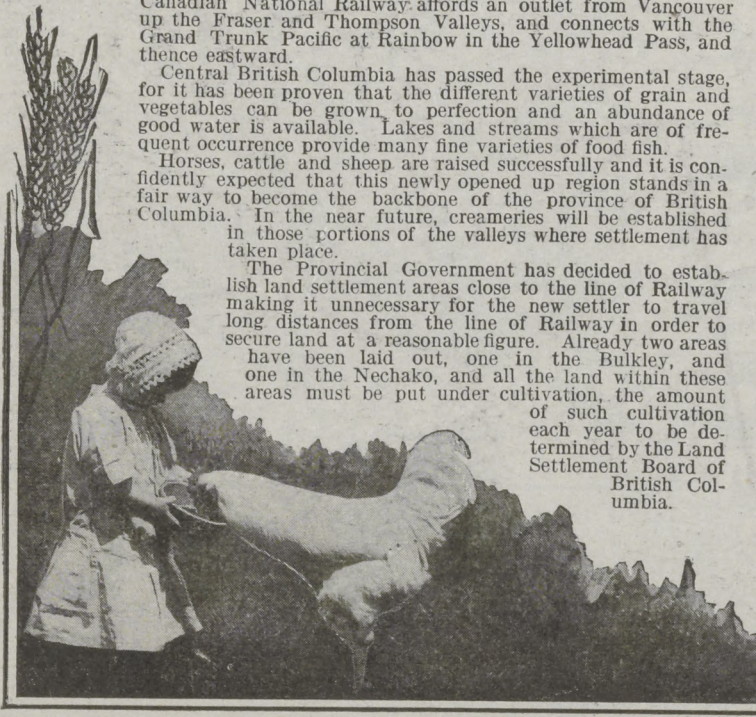 Canadian National Railway affords an outlet from Vancouver
up the Fraser and Thompson Valleys, and connects with the
Grand Trunk Pacific at Rainbow in the Yellowhead Pass, and
thence eastward.
Central British Columbia has passed the experimental stage,
for it has been proven that the different varieties of grain and
vegetables can be grown to perfection and an abundance of
good water is available. Lakes and streams which are of fre-
quent occurrence provide many fine varieties of food fish.
Horses, cattle and sheep are raised successfully and it is con-
fidently expected that this newly opened up region stands in a
fair way to become the backbone of the province of British
Columbia. In the near future, creameries will be established
in those portions of the valleys where settlement has
taken place.
The Provincial Government has decided to estab-
lish land settlement areas close to the line of Railway
making it unnecessary for the new settler to travel
long distances from the line of Railway in order to
secure land at a reasonable figure. Already two areas
have been laid out, one in the Bulkley, and
one in the Nechako, and all the land within these
areas must be put under cultivation, the amount
of such cultivation
each year to be de-
termined by the Land
Settlement Board of
British Col-
umbia.